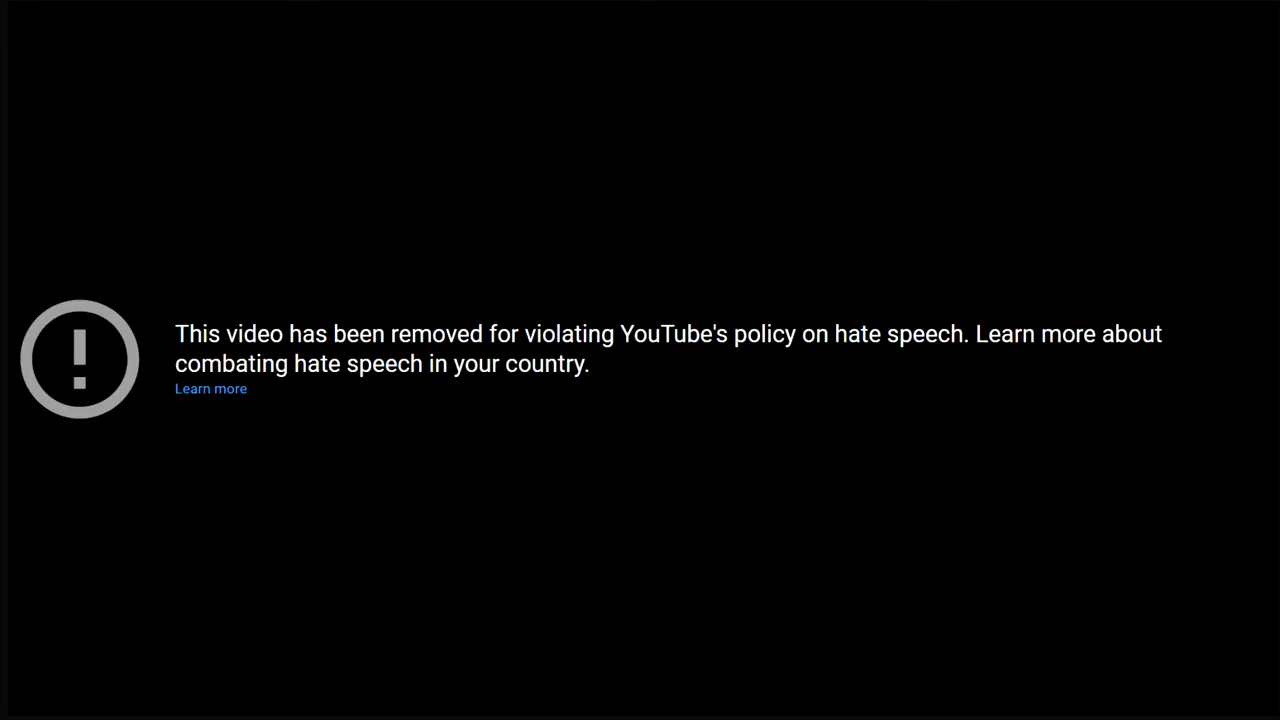 This video has been removed for violating YouTube's policy on hate speech. Learn more about
combating hate speech in your country.
Learn more